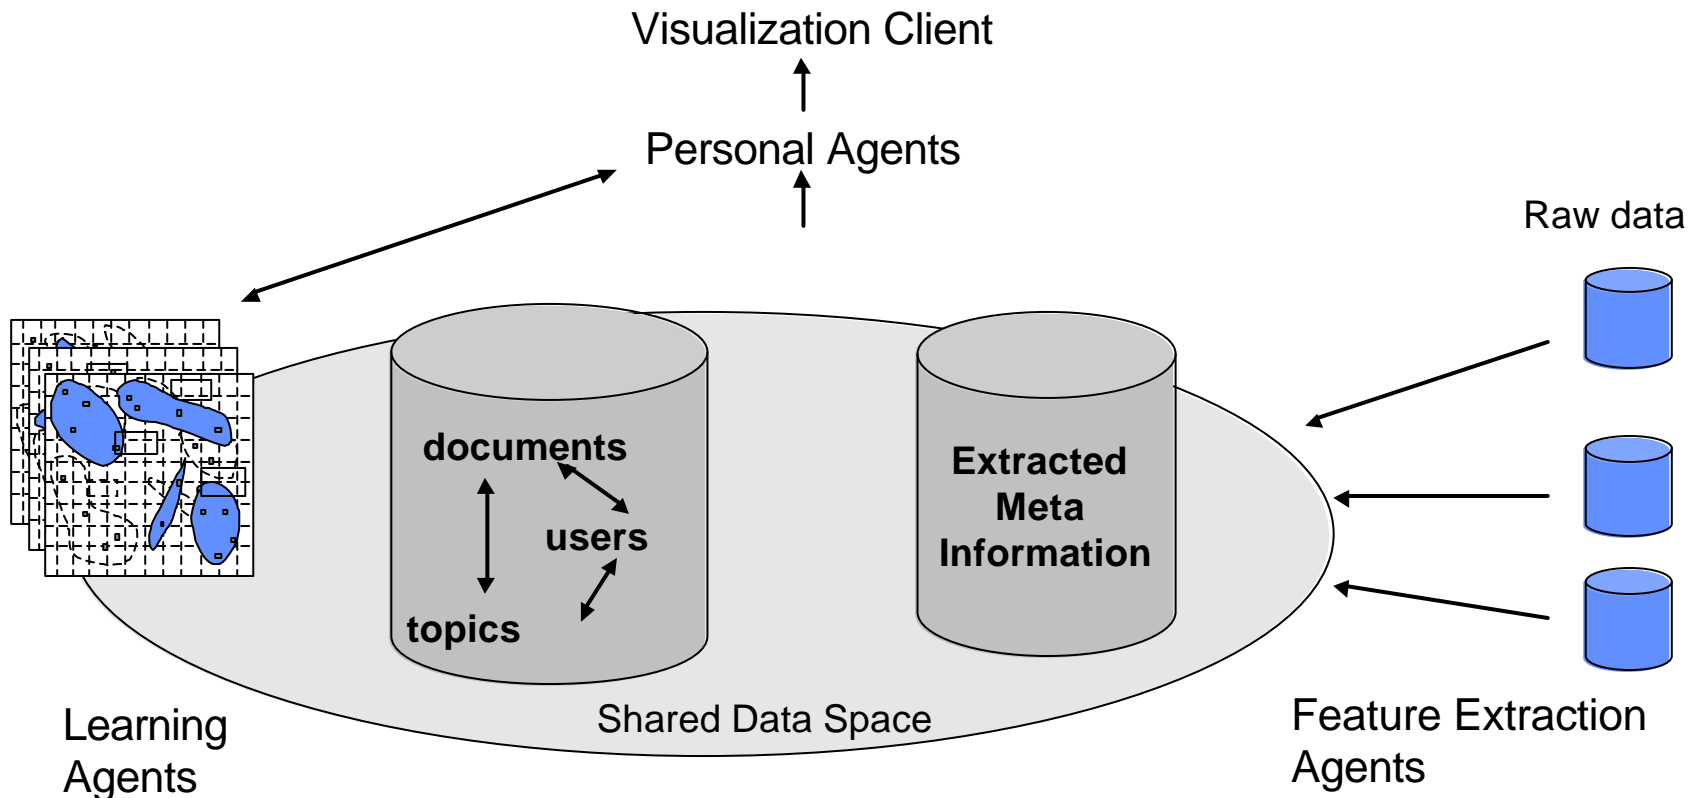 Visualization Client
Personal Agents
Raw data
documents
users
topics
Extracted
Meta
Information
Shared Data Space
Learning
Agents
Feature Extraction
Agents